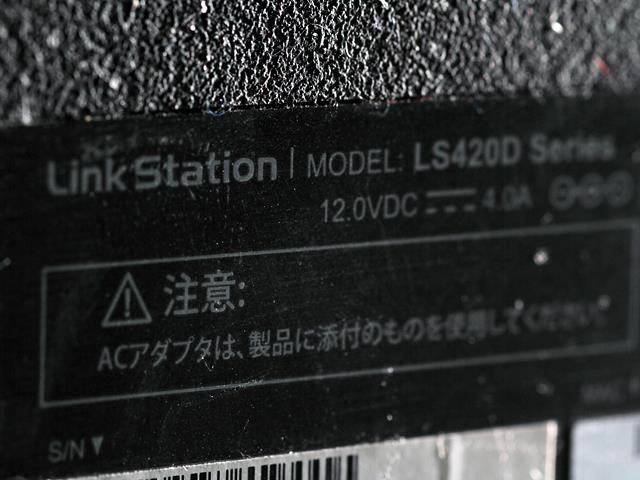 LinkStation | MODEL: LS420D Series
12.0VDC 4.0A
注意:
ACアダプタは、製品に添付のものを使用してください。
S/N▼